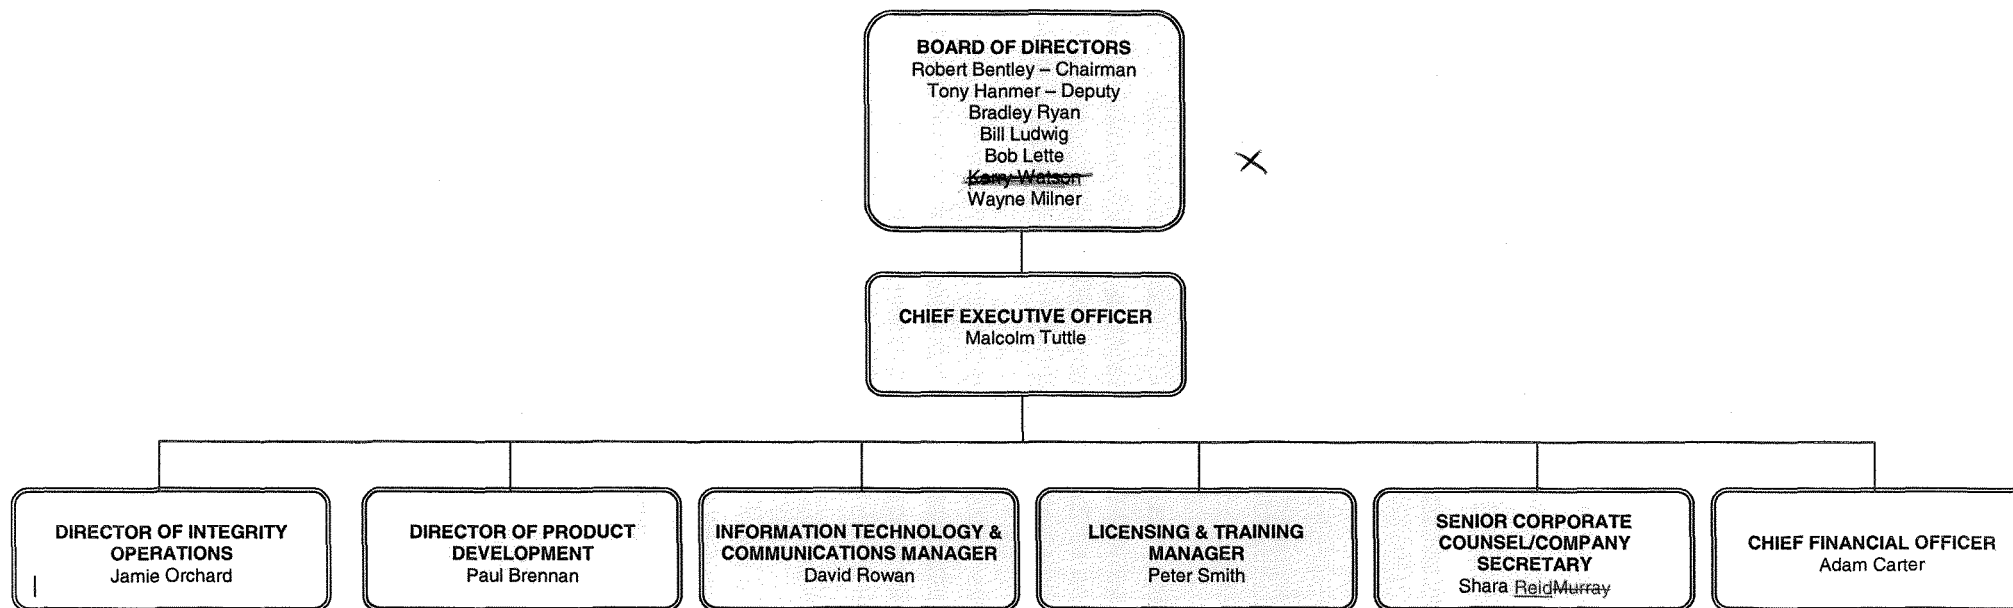 BOARD OF DIRECTORS
Robert Bentley – Chairman
Tony Hanmer – Deputy
Bradley Ryan
Bill Ludwig
Bob Lette
Kerry Watson
Wayne Milner
CHIEF EXECUTIVE OFFICER
Malcolm Tuttle
DIRECTOR OF INTEGRITY
OPERATIONS
Jamie Orchard
DIRECTOR OF PRODUCT
DEVELOPMENT
Paul Brennan
INFORMATION TECHNOLOGY &
COMMUNICATIONS MANAGER
David Rowan
LICENSING & TRAINING
MANAGER
Peter Smith
SENIOR CORPORATE
COUNSEL/COMPANY
SECRETARY
Shara ReidMurray
CHIEF FINANCIAL OFFICER
Adam Carter